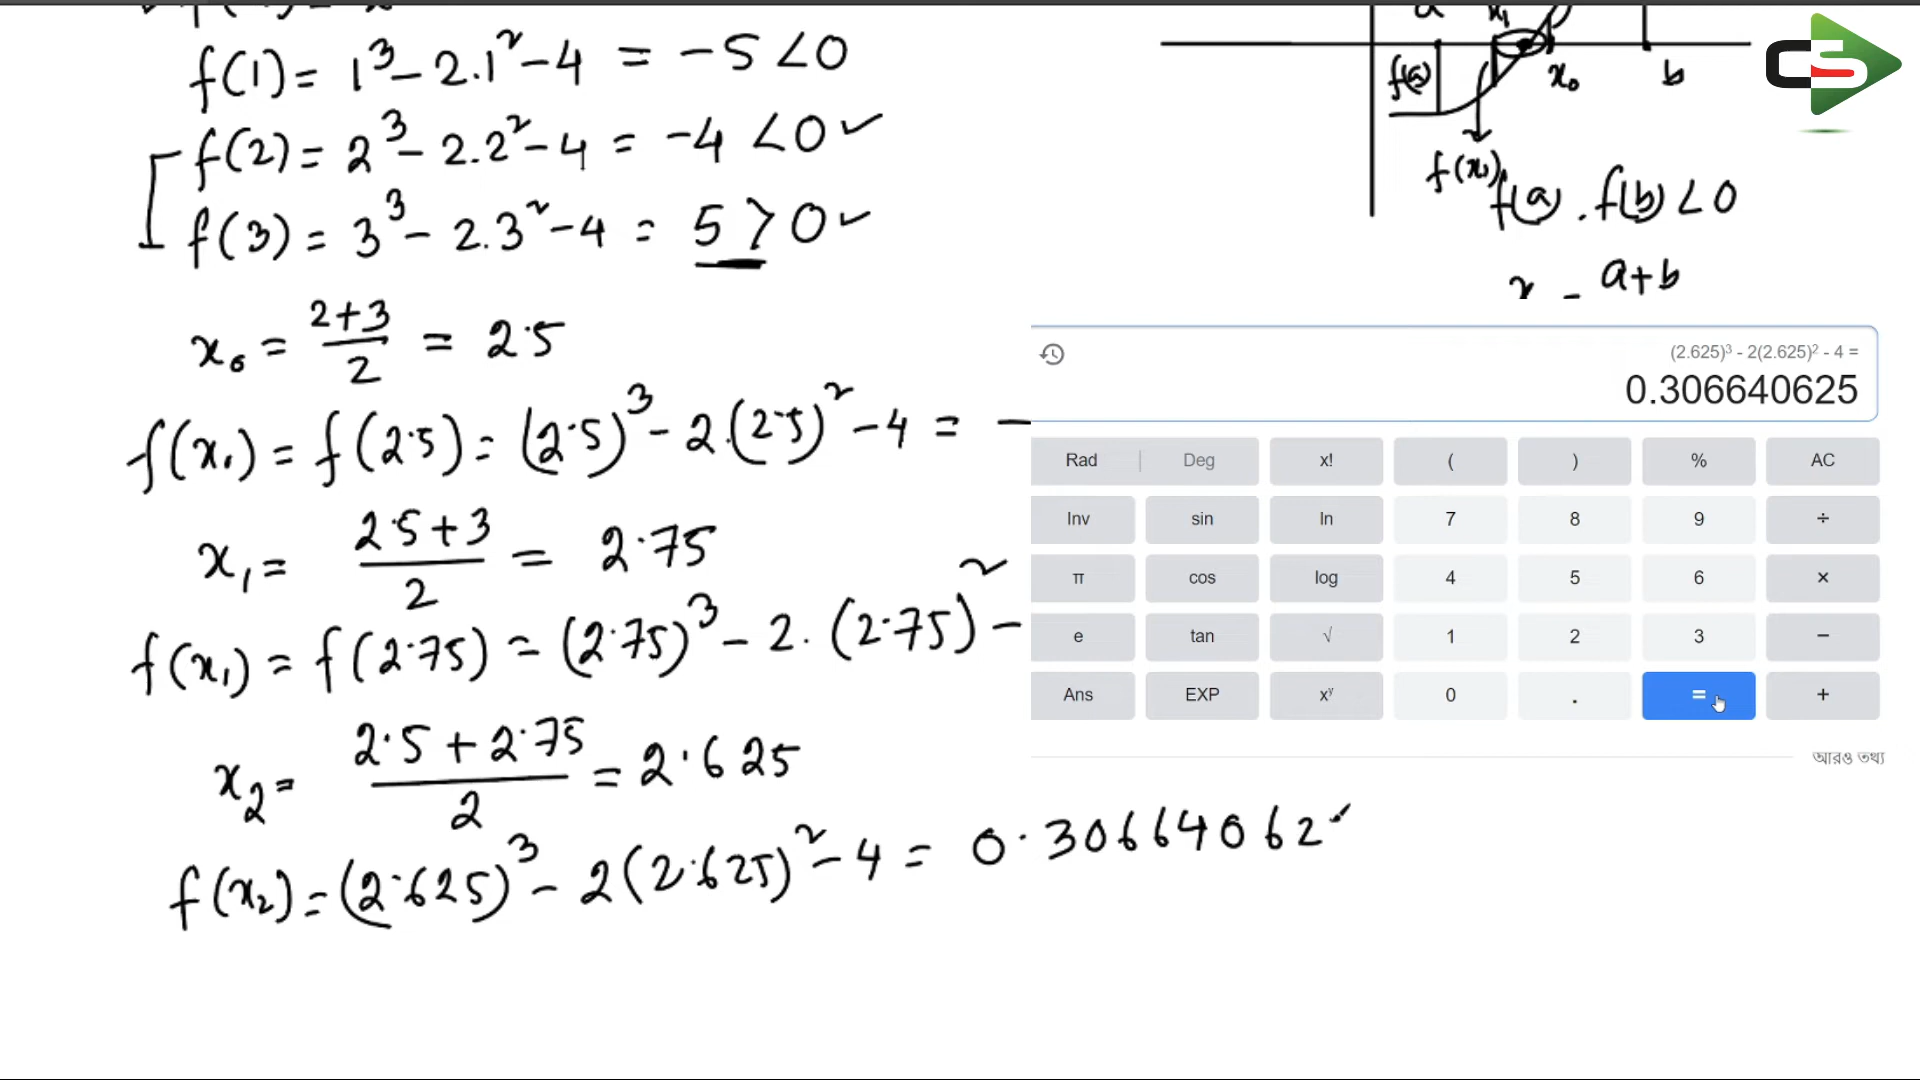 f(1) = 1³ - 2.1² - 4 = -5 < 0
f(2) = 2³ - 2.2² - 4 = -4 < 0 ✓
f(3) = 3³ - 2.3² - 4 = 5 > 0 ✓
x₀ = (2+3)/2 = 2.5
f(x₀) = f(2.5) = (2.5)³ - 2.(2.5)² - 4 = -
x₁ = (2.5+3)/2 = 2.75
f(x₁) = f(2.75) = (2.75)³ - 2.(2.75)² -
x₂ = (2.5+2.75)/2 = 2.625
f(x₂) = (2.625)³ - 2(2.625)² - 4 = 0.30664062
a x₁
f(a) x₀ b
f(x₁)
f(a).f(b) < 0
a+b
CS
(2.625)³ - 2(2.625)² - 4 =
0.306640625
Rad Deg x! ( ) % AC
Inv sin ln 7 8 9 ÷
π cos log 4 5 6 ×
e tan √ 1 2 3 −
Ans EXP xʸ 0 . = +
আরও তথ্য